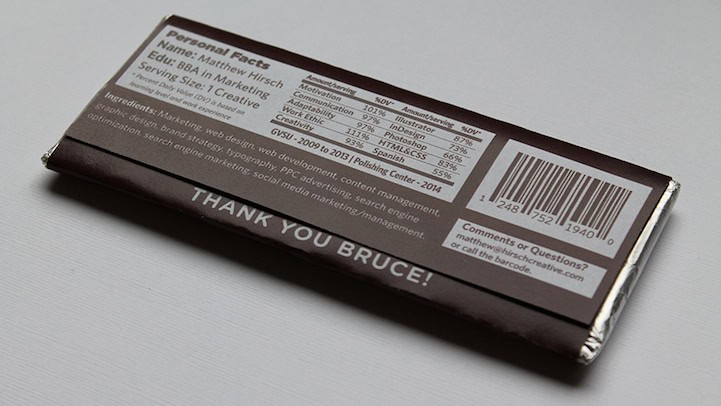 Personal Facts
Name: Matthew Hirsch
Edu: BBA in Marketing
Serving Size: 1 Creative
* Percent Daily Value (DV) is based on
learning level and work experience
Amount/serving %DV* Amount/serving %DV*
Motivation 101% Illustrator 87%
Communication 97% InDesign 73%
Adaptability 97% Photoshop 66%
Work Ethic 111% HTML&CSS 83%
Creativity 93% Spanish 55%
GVSU - 2009 to 2013 | Polishing Center - 2014
Ingredients: Marketing, web design, web development, content management,
graphic design, brand strategy, typography, PPC advertising, search engine
optimization, search engine marketing, social media marketing/management.
1 248 752 1940 0
Comments or Questions?
matthew@hirschcreative.com
or call the barcode.
THANK YOU BRUCE!